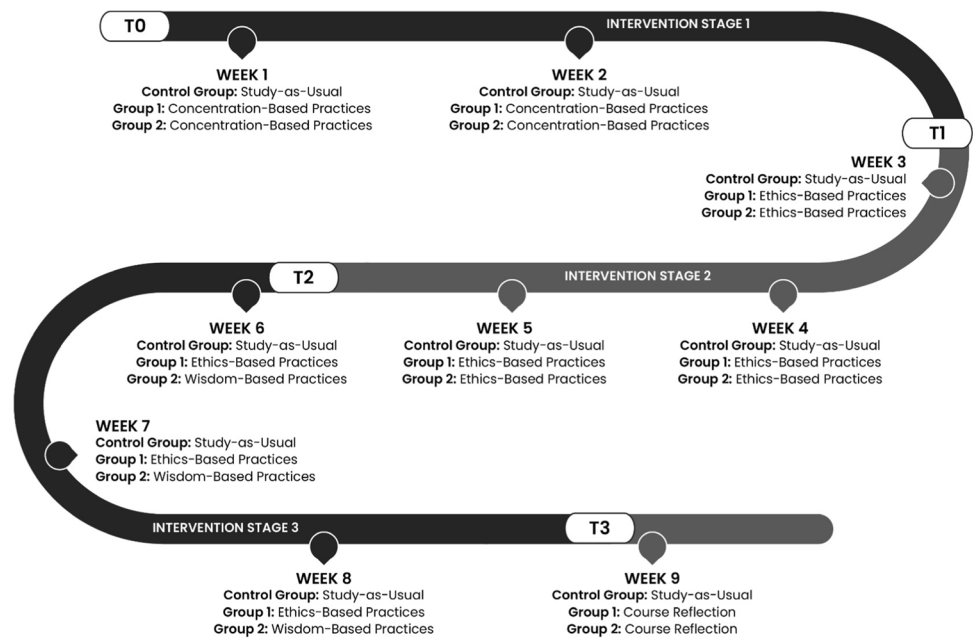 T0
INTERVENTION STAGE 1
WEEK 1
Control Group: Study-as-Usual
Group 1: Concentration-Based Practices
Group 2: Concentration-Based Practices
WEEK 2
Control Group: Study-as-Usual
Group 1: Concentration-Based Practices
Group 2: Concentration-Based Practices
T1
WEEK 3
Control Group: Study-as-Usual
Group 1: Ethics-Based Practices
Group 2: Ethics-Based Practices
INTERVENTION STAGE 2
WEEK 4
Control Group: Study-as-Usual
Group 1: Ethics-Based Practices
Group 2: Ethics-Based Practices
WEEK 5
Control Group: Study-as-Usual
Group 1: Ethics-Based Practices
Group 2: Ethics-Based Practices
T2
WEEK 6
Control Group: Study-as-Usual
Group 1: Ethics-Based Practices
Group 2: Wisdom-Based Practices
WEEK 7
Control Group: Study-as-Usual
Group 1: Ethics-Based Practices
Group 2: Wisdom-Based Practices
INTERVENTION STAGE 3
WEEK 8
Control Group: Study-as-Usual
Group 1: Ethics-Based Practices
Group 2: Wisdom-Based Practices
T3
WEEK 9
Control Group: Study-as-Usual
Group 1: Course Reflection
Group 2: Course Reflection